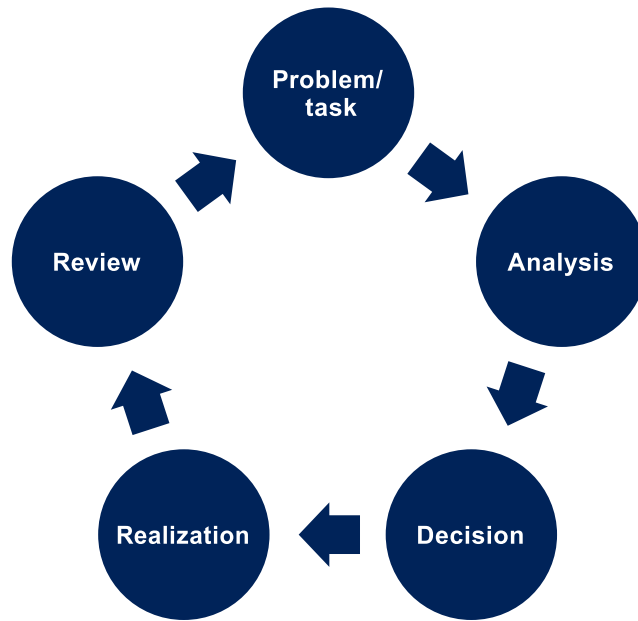 Problem/
task
Analysis
Decision
Realization
Review